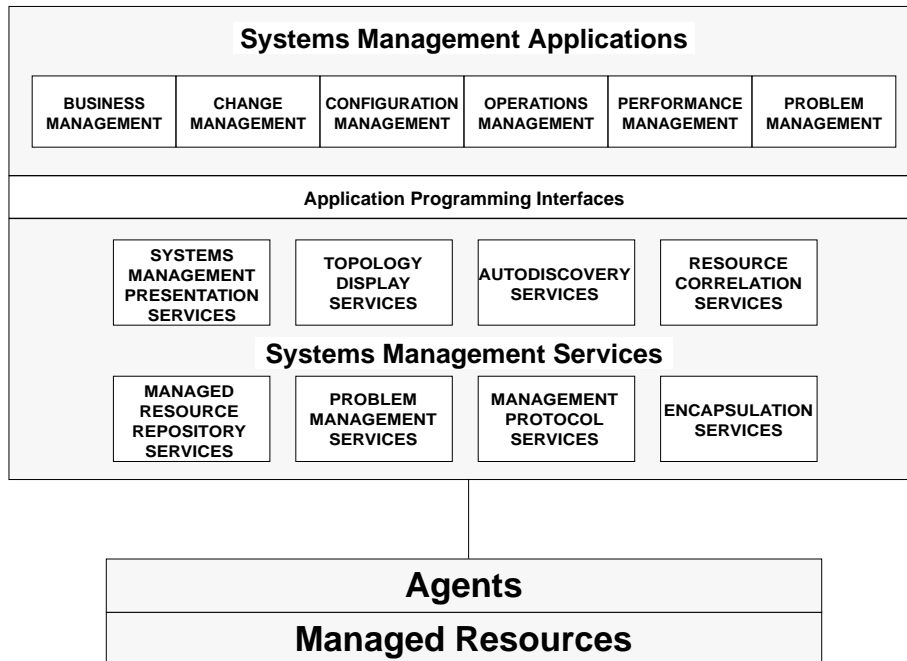 Systems Management Applications
BUSINESS
MANAGEMENT
CHANGE
MANAGEMENT
CONFIGURATION
MANAGEMENT
OPERATIONS
MANAGEMENT
PERFORMANCE
MANAGEMENT
PROBLEM
MANAGEMENT
Application Programming Interfaces
SYSTEMS
MANAGEMENT
PRESENTATION
SERVICES
TOPOLOGY
DISPLAY
SERVICES
AUTODISCOVERY
SERVICES
RESOURCE
CORRELATION
SERVICES
Systems Management Services
MANAGED
RESOURCE
REPOSITORY
SERVICES
PROBLEM
MANAGEMENT
SERVICES
MANAGEMENT
PROTOCOL
SERVICES
ENCAPSULATION
SERVICES
Agents
Managed Resources